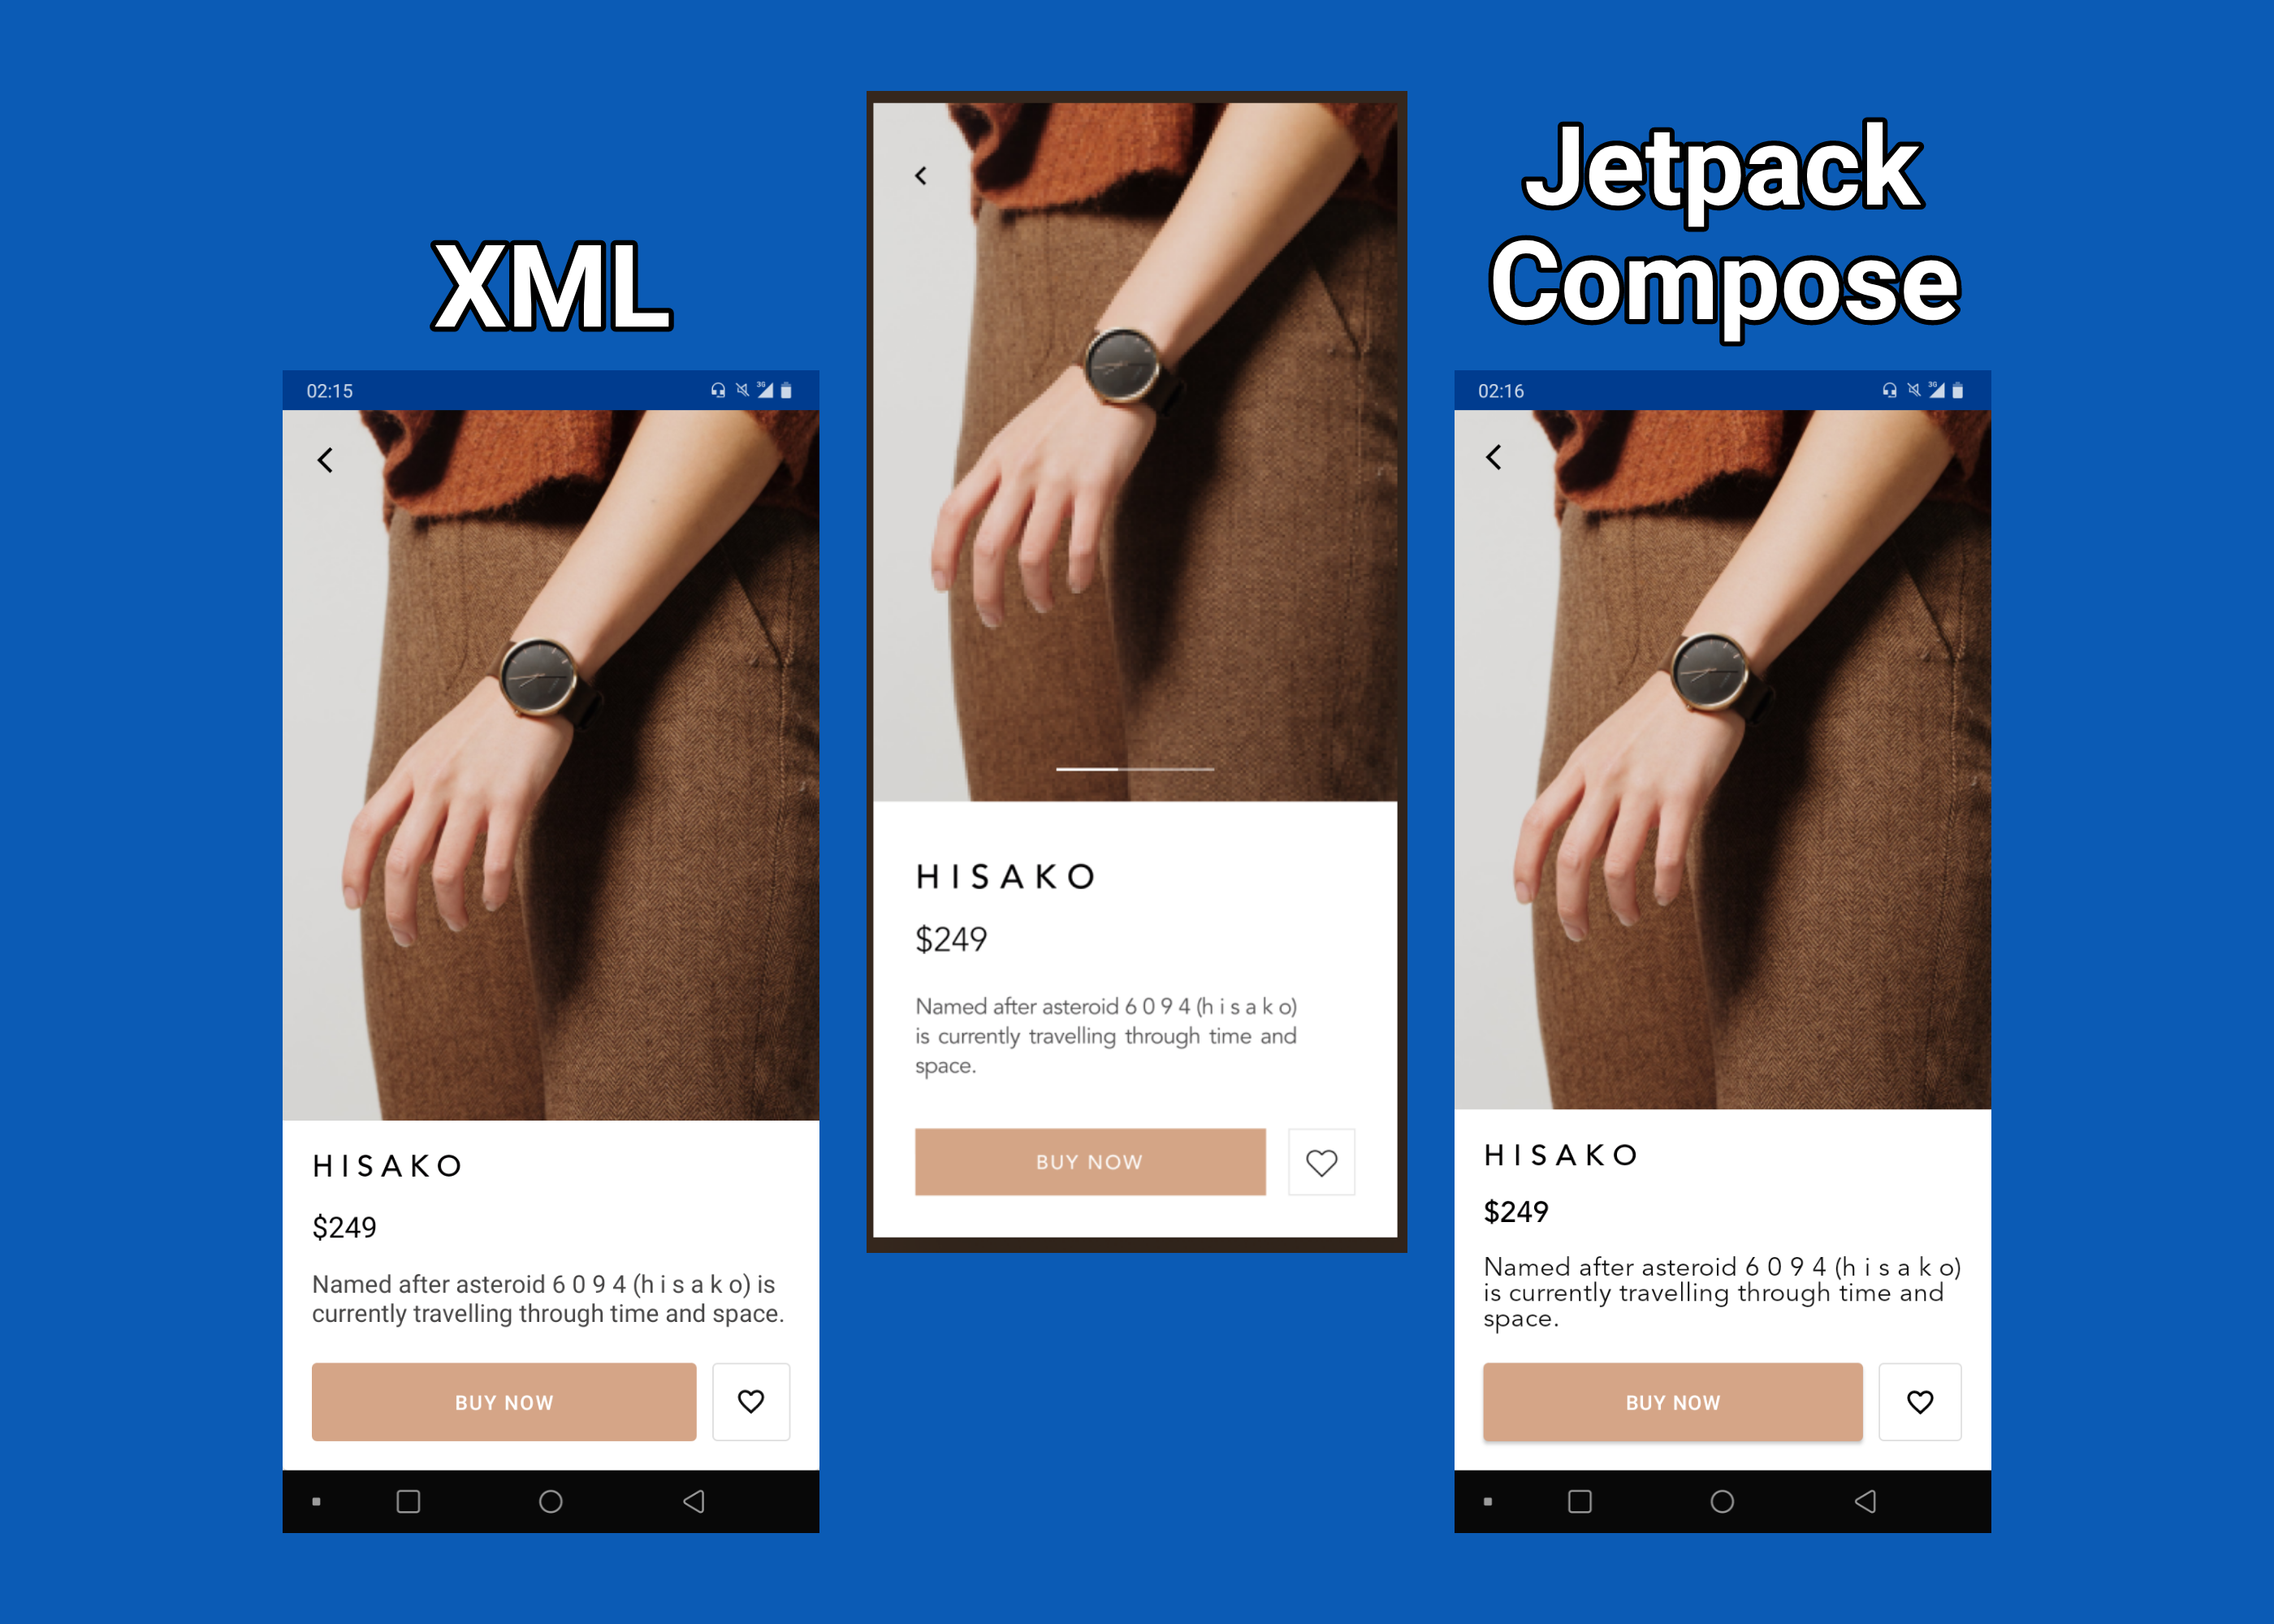 XML
02:15
3G
HISAKO
$249
Named after asteroid 6 0 9 4 (h i s a k o) is
currently travelling through time and space.
BUY NOW
HISAKO
$249
Named after asteroid 6 0 9 4 (h i s a k o)
is currently travelling through time and
space.
BUY NOW
Jetpack
Compose
02:16
3G
HISAKO
$249
Named after asteroid 6 0 9 4 (h i s a k o)
is currently travelling through time and
space.
BUY NOW